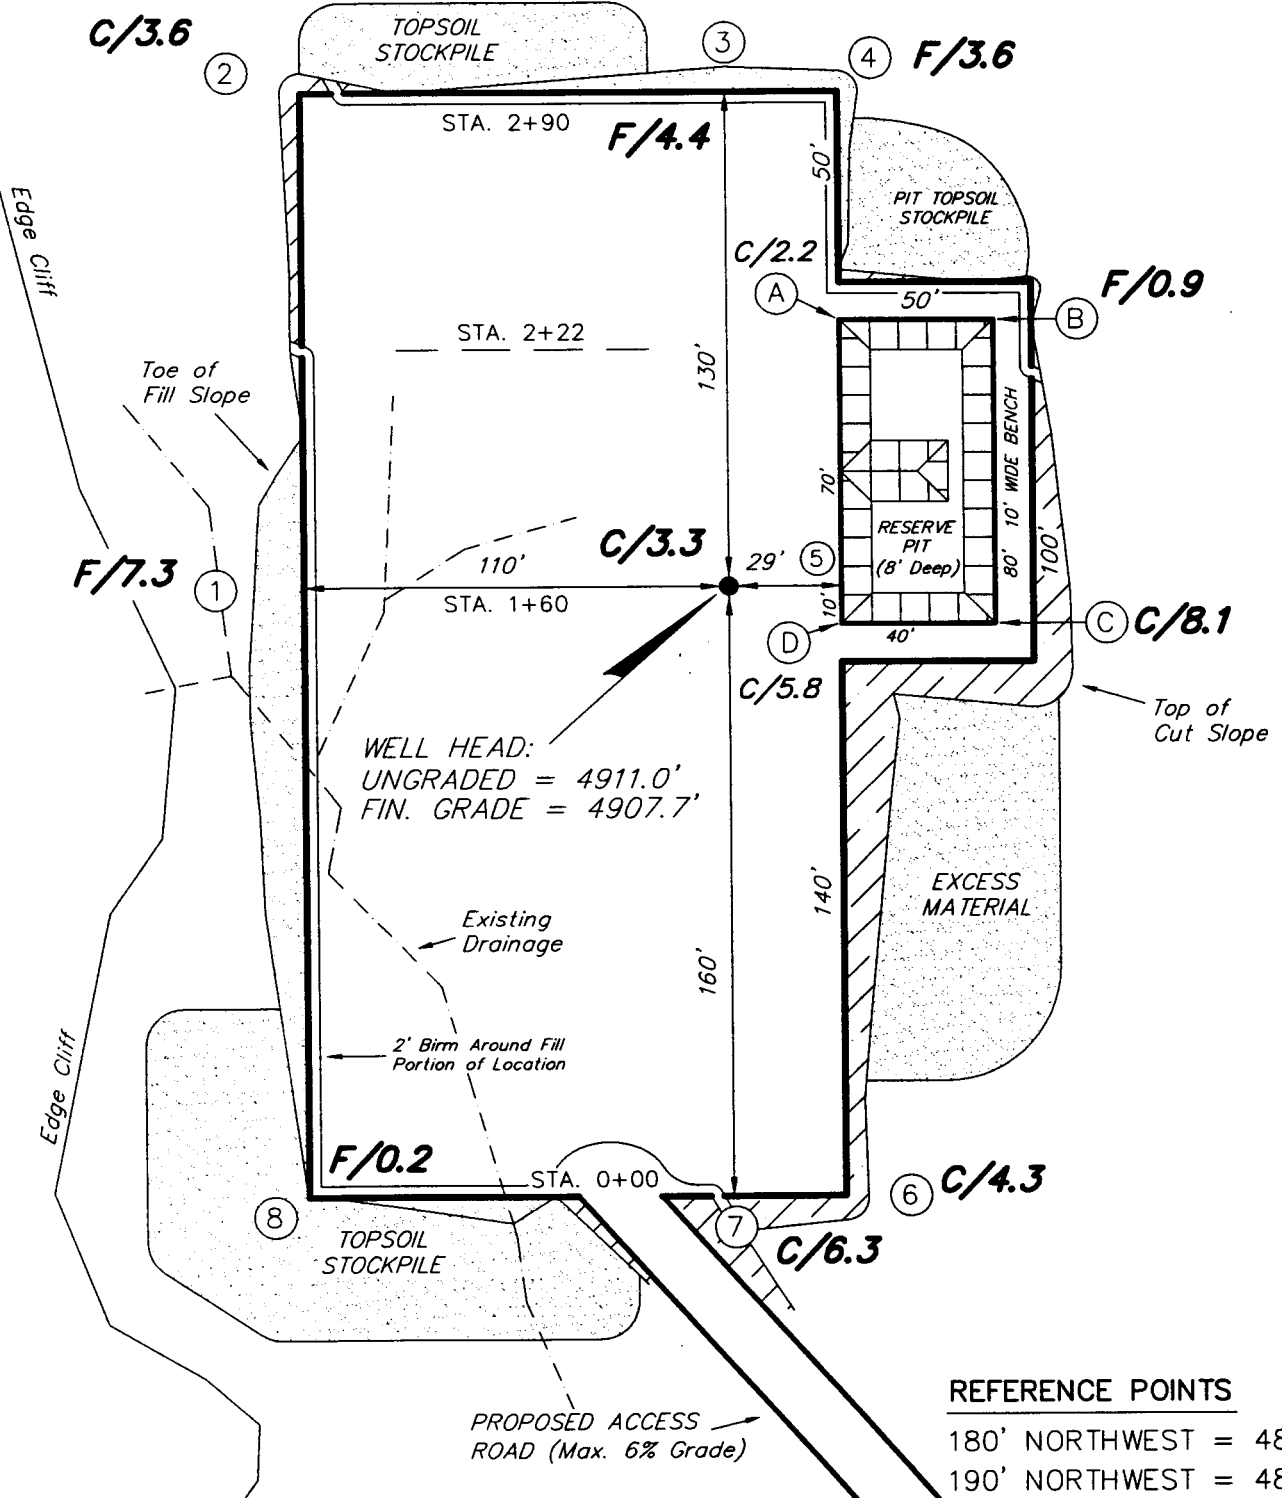 C/3.6
TOPSOIL
STOCKPILE
2
3
4
F/3.6
STA. 2+90
F/4.4
50'
PIT TOPSOIL
STOCKPILE
Edge Cliff
C/2.2
A
50'
F/0.9
B
STA. 2+22
130'
Toe of
Fill Slope
70'
80' 10' WIDE BENCH
100'
RESERVE
PIT
(8' Deep)
F/7.3
1
110'
STA. 1+60
C/3.3
29'
5
10'
D
40'
C
C/8.1
C/5.8
Top of
Cut Slope
WELL HEAD:
UNGRADED = 4911.0'
FIN. GRADE = 4907.7'
140'
EXCESS
MATERIAL
Existing
Drainage
160'
2' Birm Around Fill
Portion of Location
Edge Cliff
F/0.2
STA. 0+00
6
C/4.3
8
7
C/6.3
TOPSOIL
STOCKPILE
PROPOSED ACCESS
ROAD (Max. 6% Grade)
REFERENCE POINTS
180' NORTHWEST = 48
190' NORTHWEST = 48